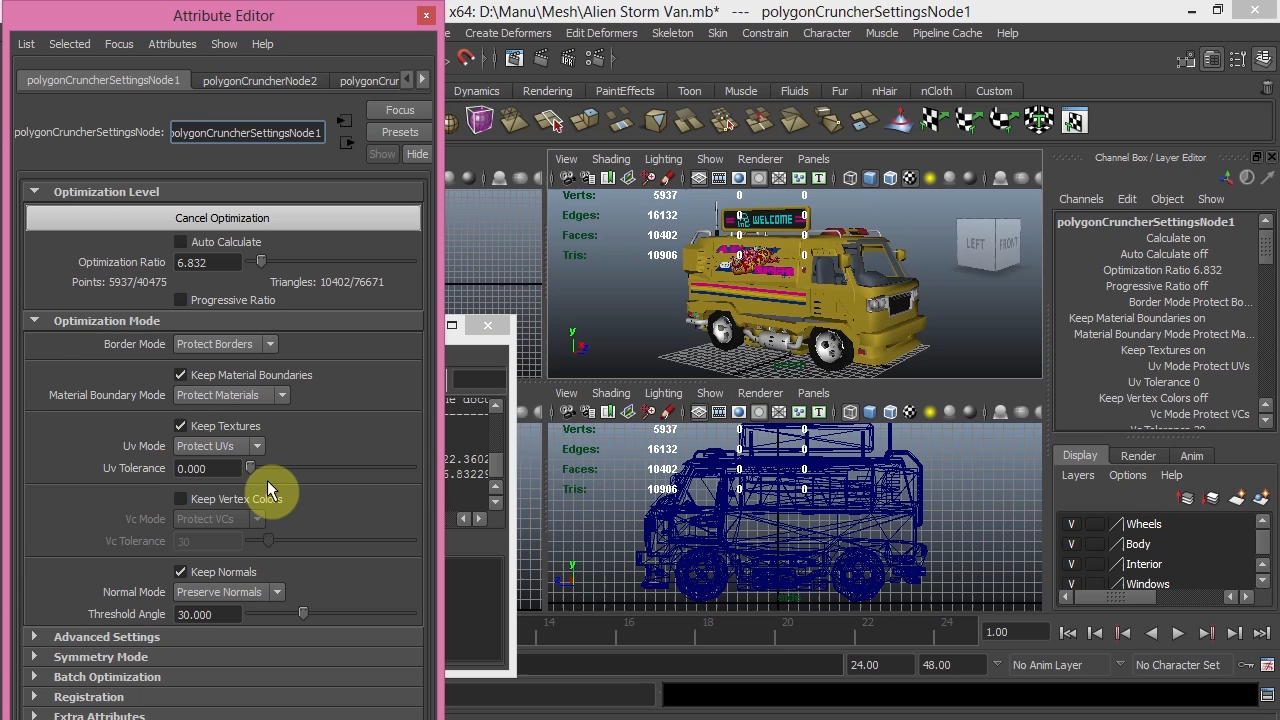 Attribute Editor
x64: D:\Manu\Mesh\Alien Storm Van.mb*   ---   polygonCruncherSettingsNode1
List Selected Focus Attributes Show Help
Create Deformers Edit Deformers Skeleton Skin Constrain Character Muscle Pipeline Cache Help
polygonCruncherSettingsNode1 polygonCruncherNode2 polygonCrur
Dynamics Rendering PaintEffects Toon Muscle Fluids Fur nHair nCloth Custom
Focus
polygonCruncherSettingsNode: polygonCruncherSettingsNode1
Presets
Show Hide
View Shading Lighting Show Renderer Panels
Channel Box / Layer Editor
Optimization Level
Cancel Optimization
Auto Calculate
Optimization Ratio 6.832
Points: 5937/40475 Triangles: 10402/76671
Progressive Ratio
Optimization Mode
Border Mode Protect Borders
Keep Material Boundaries
Material Boundary Mode Protect Materials
Keep Textures
Uv Mode Protect UVs
Uv Tolerance 0.000
Keep Vertex Colors
Vc Mode Protect VCs
Vc Tolerance 30
Keep Normals
Normal Mode Preserve Normals
Threshold Angle 30.000
Advanced Settings
Symmetry Mode
Batch Optimization
Registration
Extra Attributes
Verts: 5937 0 0
Edges: 16132 0 0
Faces: 10402 0 0
Tris: 10906 0 0
WELCOME
LEFT FRONT
y
View Shading Lighting Show Renderer Panels
Verts: 5937 0 0
Edges: 16132 0 0
Faces: 10402 0 0
Tris: 10906 0 0
y
Channels Edit Object Show
polygonCruncherSettingsNode1
Calculate on
Auto Calculate off
Optimization Ratio 6.832
Progressive Ratio off
Border Mode Protect Bo...
Keep Material Boundaries on
Material Boundary Mode Protect Ma...
Keep Textures on
Uv Mode Protect UVs
Uv Tolerance 0
Keep Vertex Colors off
Vc Mode Protect VCs
Display Render Anim
Layers Options Help
V Wheels
V Body
V Interior
V Windows
14 16 18 20 22 24
1.00
24.00 48.00 No Anim Layer No Character Set